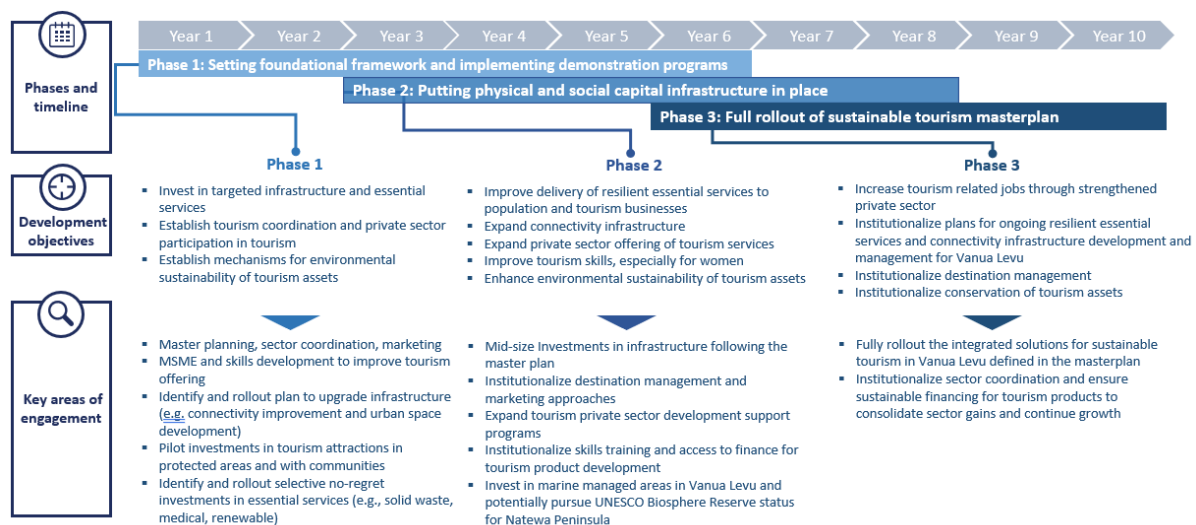 Year 1 Year 2 Year 3 Year 4 Year 5 Year 6 Year 7 Year 8 Year 9 Year 10
Phases and
timeline
Phase 1: Setting foundational framework and implementing demonstration programs
Phase 2: Putting physical and social capital infrastructure in place
Phase 3: Full rollout of sustainable tourism masterplan
Phase 1
Phase 2
Phase 3
Development
objectives
▪ Invest in targeted infrastructure and essential
services
▪ Establish tourism coordination and private sector
participation in tourism
▪ Establish mechanisms for environmental
sustainability of tourism assets
▪ Improve delivery of resilient essential services to
population and tourism businesses
▪ Expand connectivity infrastructure
▪ Expand private sector offering of tourism services
▪ Improve tourism skills, especially for women
▪ Enhance environmental sustainability of tourism assets
▪ Increase tourism related jobs through strengthened
private sector
▪ Institutionalize plans for ongoing resilient essential
services and connectivity infrastructure development and
management for Vanua Levu
▪ Institutionalize destination management
▪ Institutionalize conservation of tourism assets
Key areas of
engagement
▪ Master planning, sector coordination, marketing
▪ MSME and skills development to improve tourism
offering
▪ Identify and rollout plan to upgrade infrastructure
(e.g. connectivity improvement and urban space
development)
▪ Pilot investments in tourism attractions in
protected areas and with communities
▪ Identify and rollout selective no-regret
investments in essential services (e.g., solid waste,
medical, renewable)
▪ Mid-size Investments in infrastructure following the
master plan
▪ Institutionalize destination management and
marketing approaches
▪ Expand tourism private sector development support
programs
▪ Institutionalize skills training and access to finance for
tourism product development
▪ Invest in marine managed areas in Vanua Levu and
potentially pursue UNESCO Biosphere Reserve status
for Natewa Peninsula
▪ Fully rollout the integrated solutions for sustainable
tourism in Vanua Levu defined in the masterplan
▪ Institutionalize sector coordination and ensure
sustainable financing for tourism products to
consolidate sector gains and continue growth